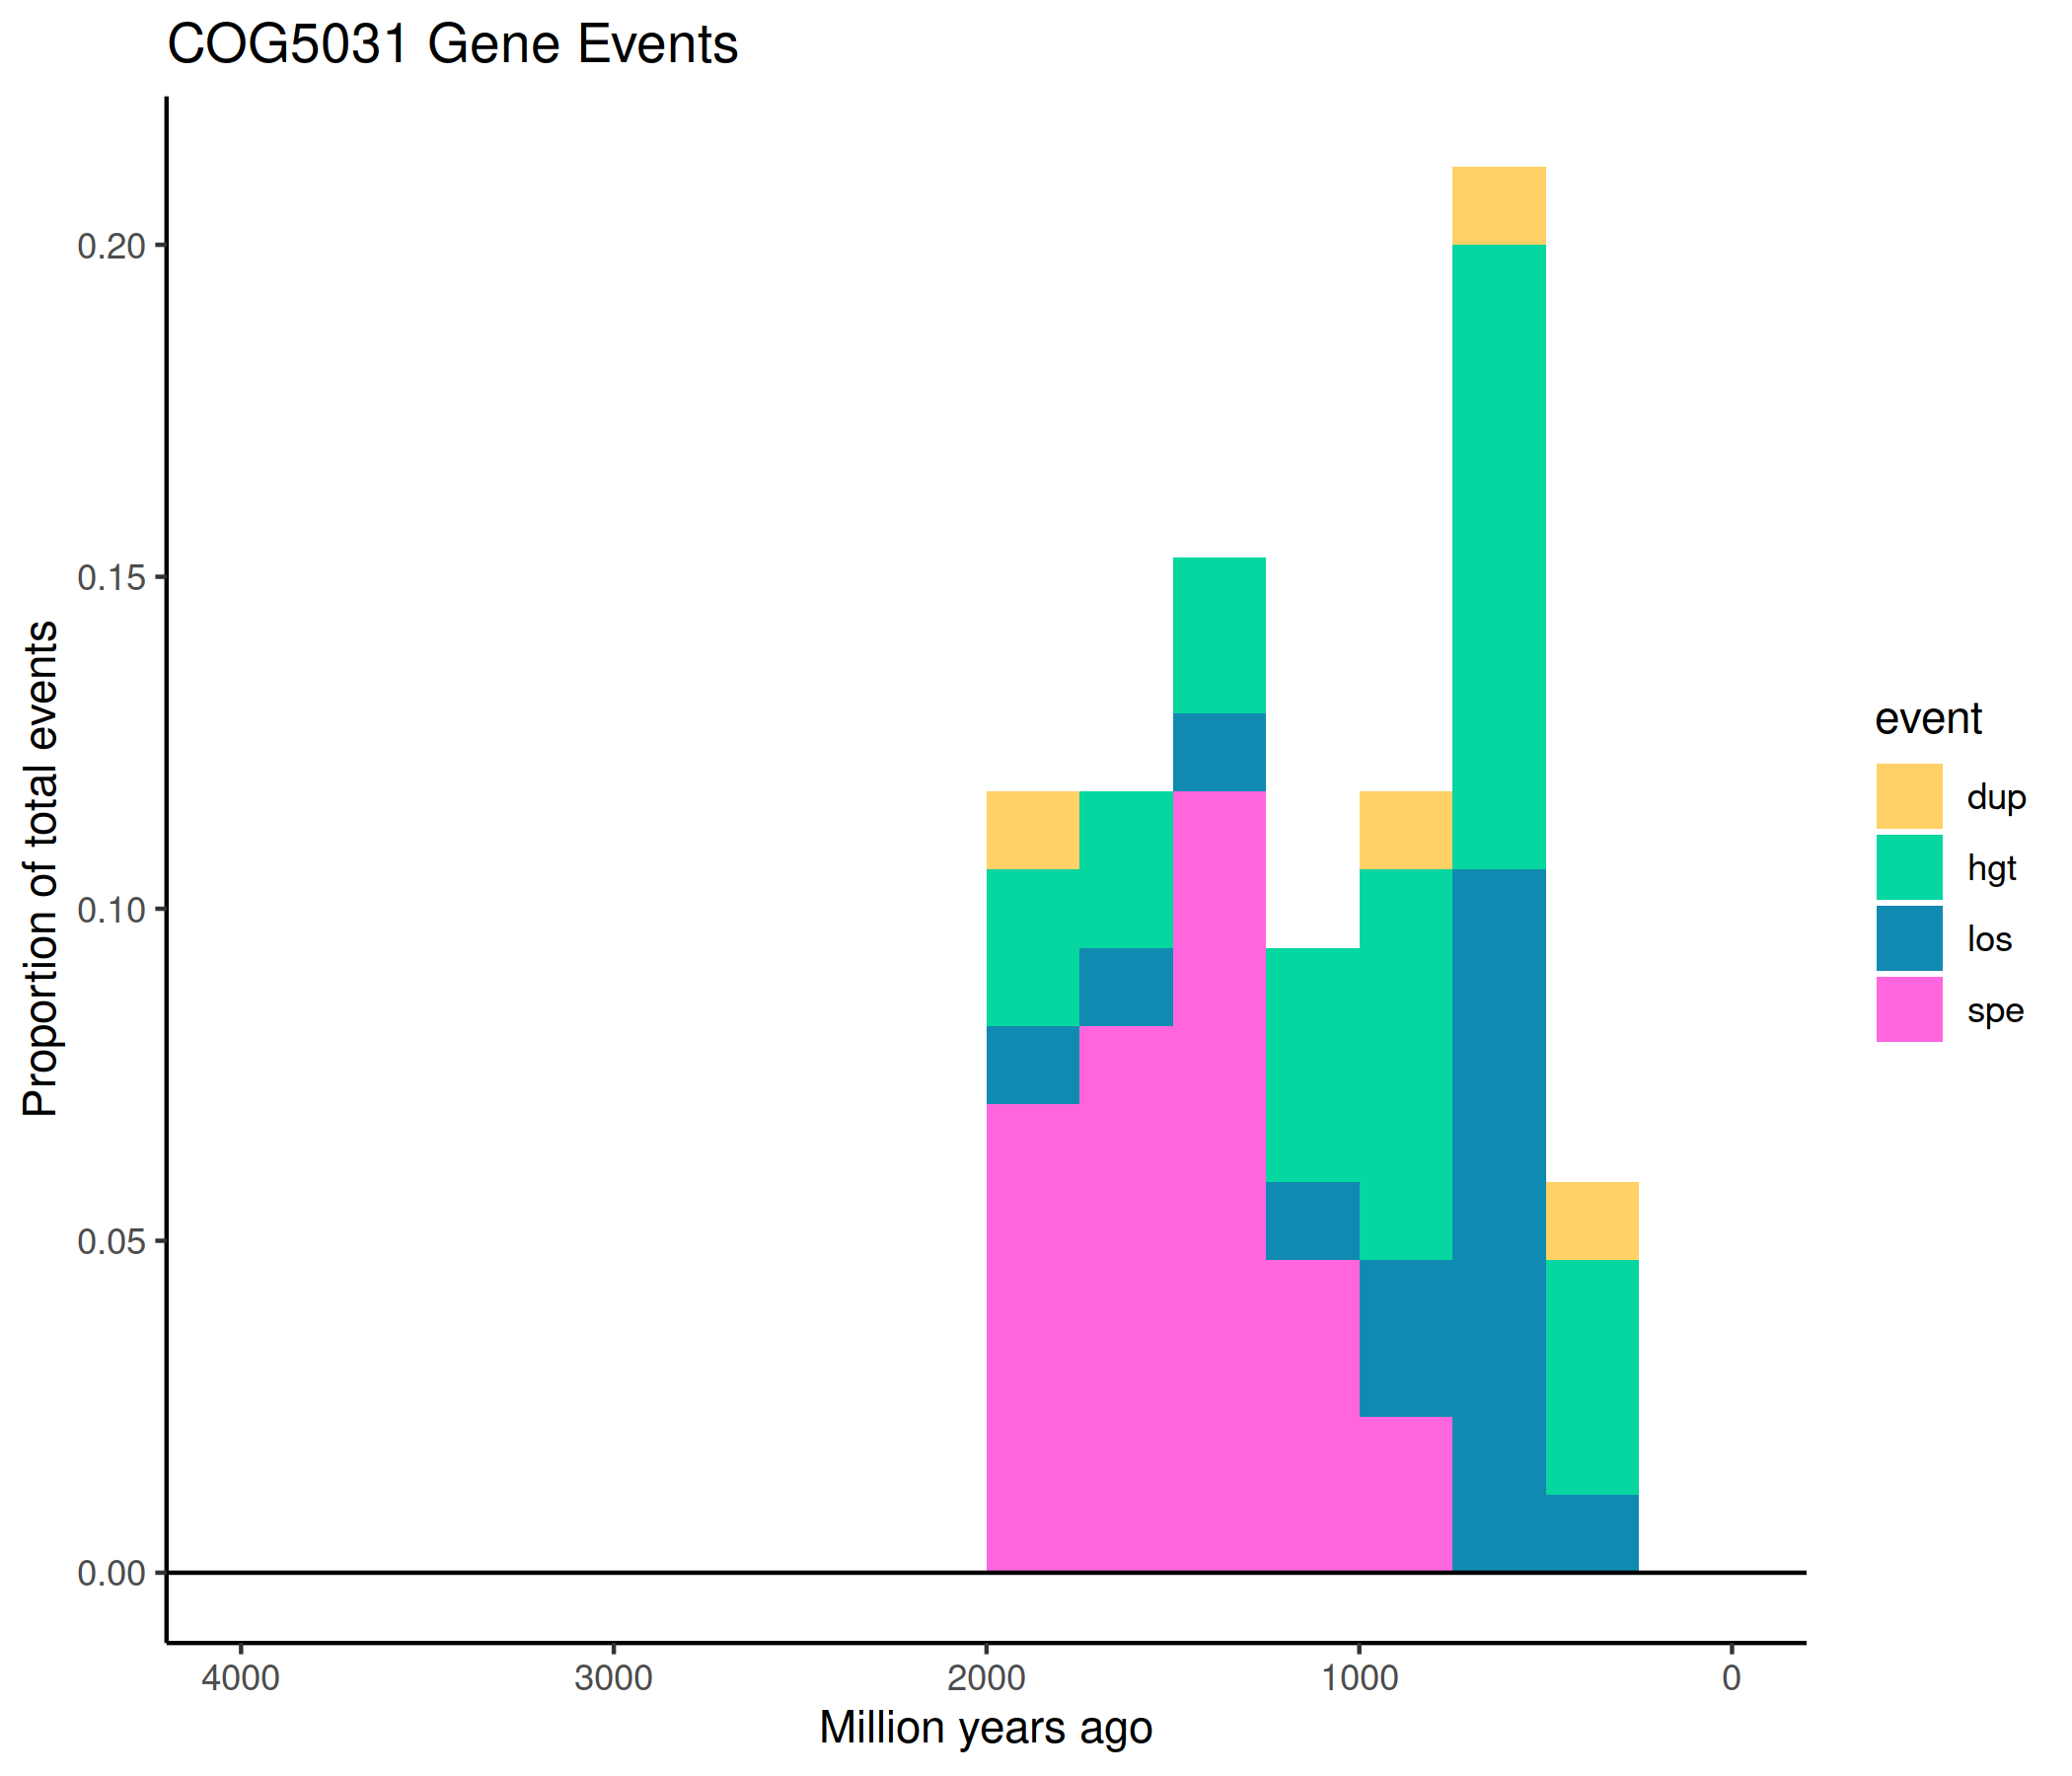 COG5031 Gene Events
Proportion of total events
0.20
0.15
0.10
0.05
0.00
4000 3000 2000 1000 0
Million years ago
event
dup
hgt
los
spe